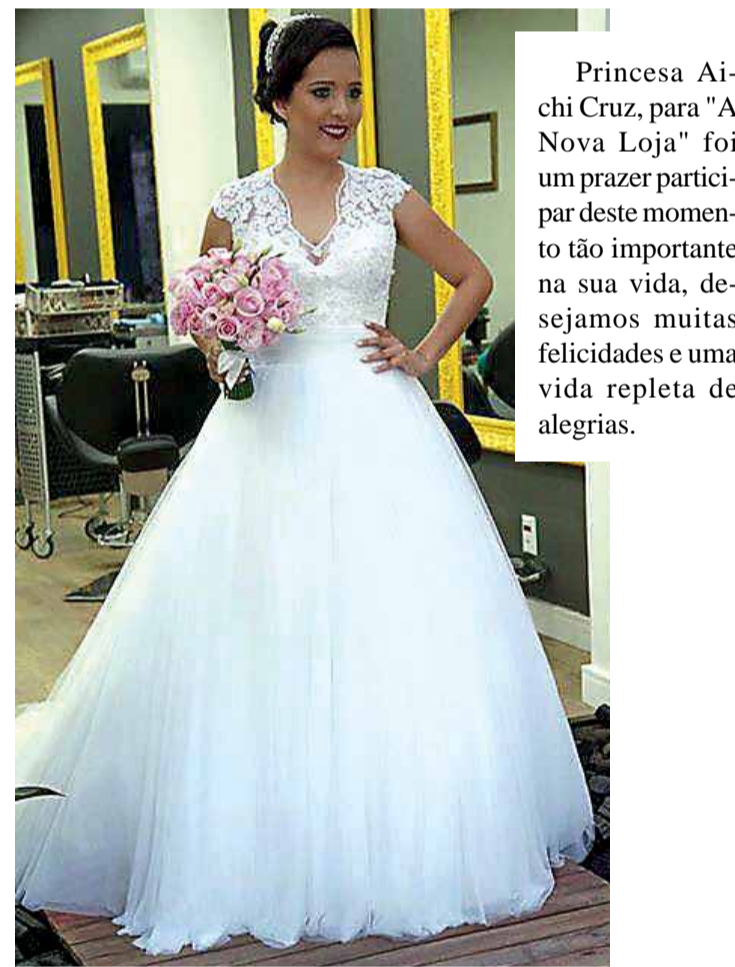 Princesa Ai-
chi Cruz, para "A
Nova Loja" foi
um prazer partici-
par deste momen-
to tão importante
na sua vida, de-
sejamos muitas
felicidades e uma
vida repleta de
alegrias.